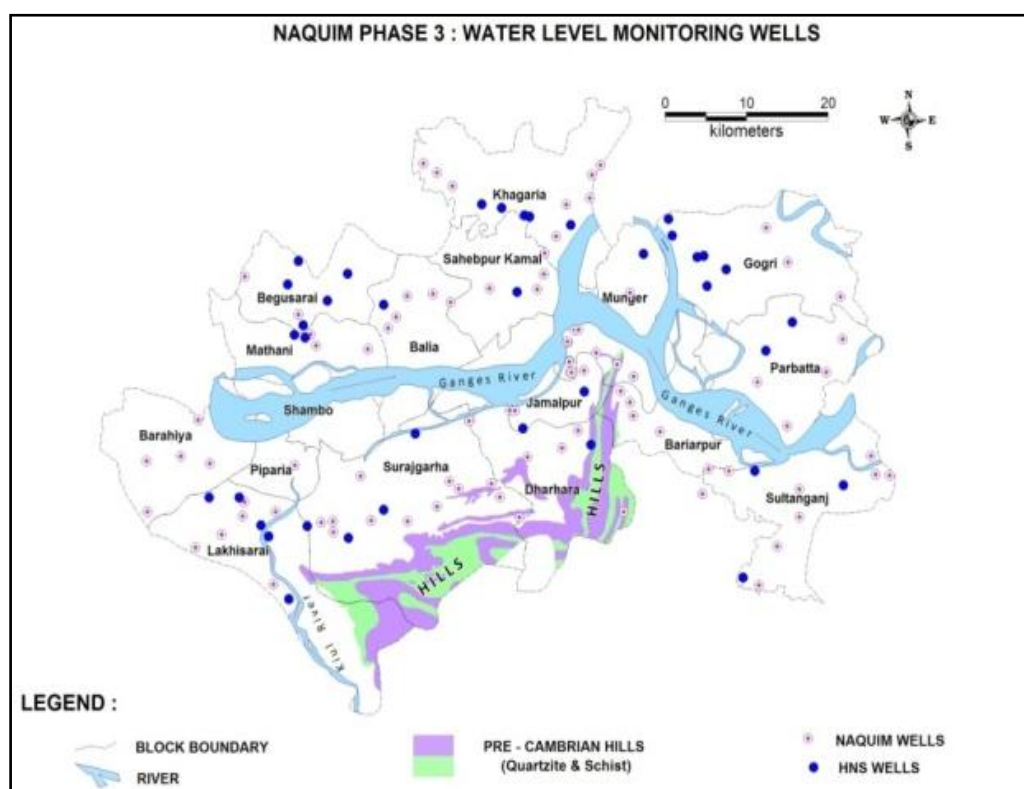 NAQUIM PHASE 3 : WATER LEVEL MONITORING WELLS
0 10 20
kilometers
N
W E
S
Khagaria
Sahebpur Kamal
Gogri
Begusarai
Munger
Mathani
Balia
Parbatta
Ganges River
Jamalpur
Shambo
Ganges River
Barahiya
Bariarpur
Piparia
Surajgarha
Dharhara
HILLS
Sultanganj
Lakhisarai
HILLS
Kiul River
LEGEND :
BLOCK BOUNDARY
RIVER
PRE - CAMBRIAN HILLS
(Quartzite & Schist)
NAQUIM WELLS
HNS WELLS